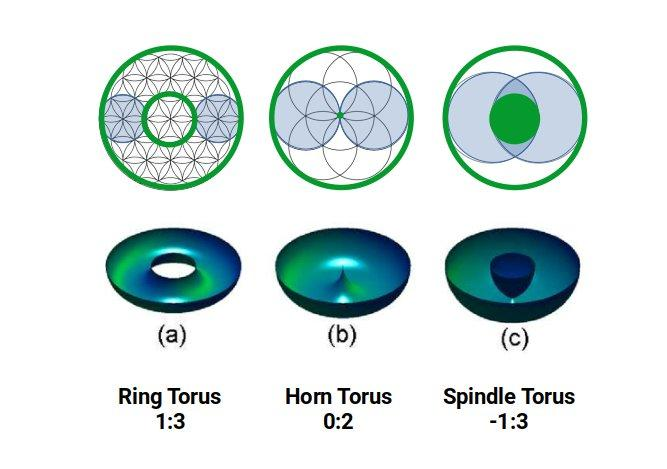 (a)
(b)
(c)
Ring Torus
1:3
Horn Torus
0:2
Spindle Torus
-1:3